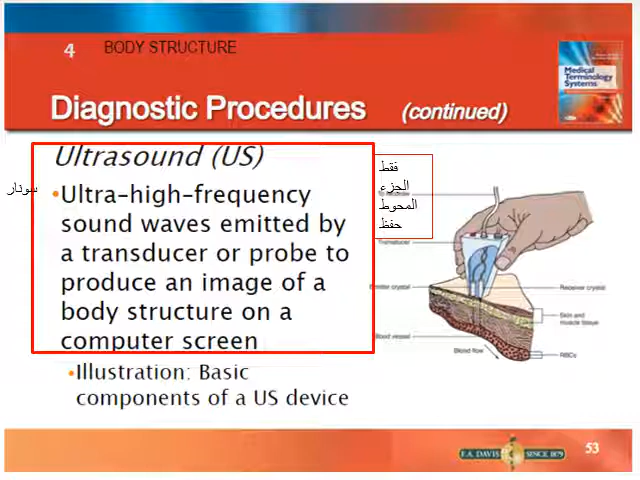 4 BODY STRUCTURE
Medical
Terminology
Systems
Diagnostic Procedures (continued)
Ultrasound (US)
سونار
•Ultra-high-frequency
sound waves emitted by
a transducer or probe to
produce an image of a
body structure on a
computer screen
•Illustration: Basic
components of a US device
فقط
الجزء
المحوط
حفظ
Transducer
crystal
Receiver crystal
Skin and
muscle tissue
Blood vessel
Blood flow
RBCs
F.A. DAVIS SINCE 1879
53